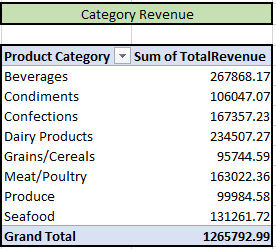 Category Revenue
Product Category Sum of TotalRevenue
Beverages 267868.17
Condiments 106047.07
Confections 167357.23
Dairy Products 234507.27
Grains/Cereals 95744.59
Meat/Poultry 163022.36
Produce 99984.58
Seafood 131261.72
Grand Total 1265792.99